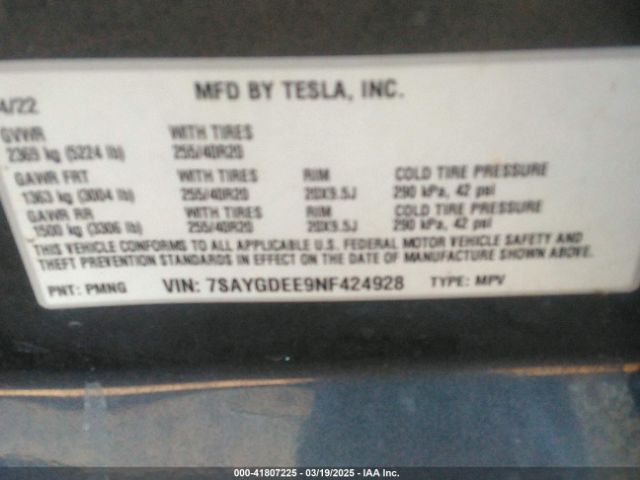 MFD BY TESLA, INC.
4/22
GVWR WITH TIRES
2369 kg (5224 lb) 255/40R20
GAWR FRT WITH TIRES RIM COLD TIRE PRESSURE
1363 kg (3004 lb) 255/40R20 20X9.5J 290 kPa, 42 psi
GAWR RR WITH TIRES RIM COLD TIRE PRESSURE
1500 kg (3306 lb) 255/40R20 20X9.5J 290 kPa, 42 psi
THIS VEHICLE CONFORMS TO ALL APPLICABLE U.S. FEDERAL MOTOR VEHICLE SAFETY AND
THEFT PREVENTION STANDARDS IN EFFECT ON THE DATE OF MANUFACTURE SHOWN ABOVE.
PNT: PMNG VIN: 7SAYGDEE9NF424928 TYPE: MPV
000-41807225 - 03/19/2025 - IAA Inc.